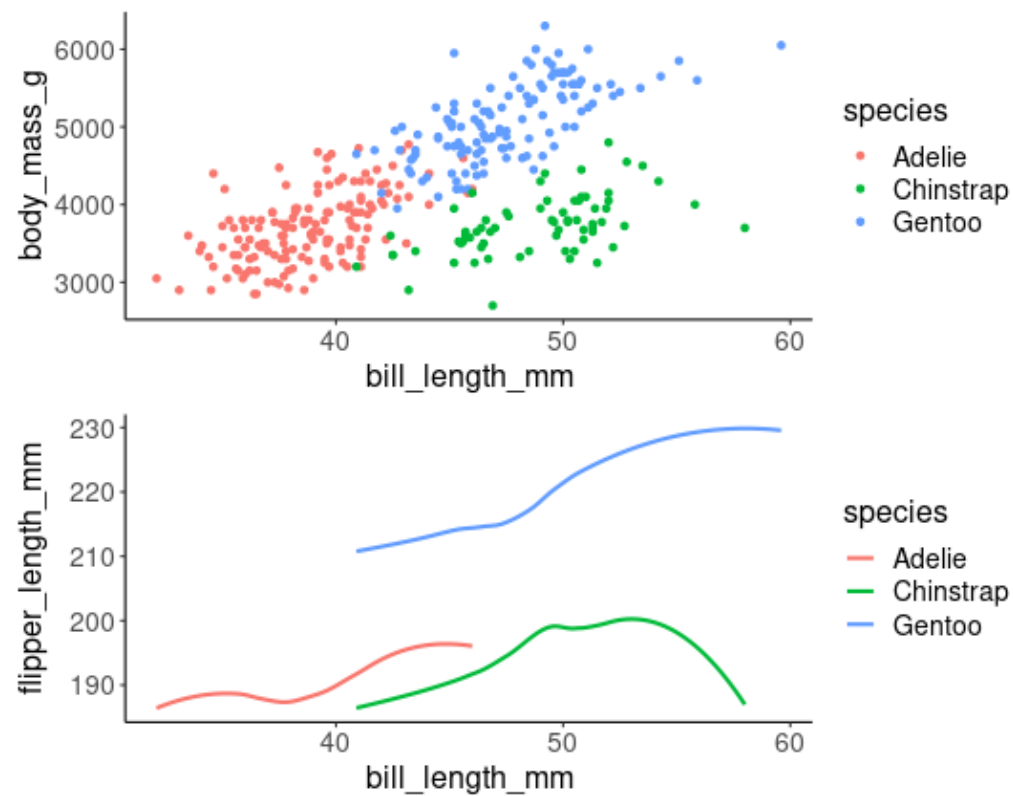 body_mass_g
6000
5000
4000
3000
40 50 60
bill_length_mm
species
Adelie
Chinstrap
Gentoo
flipper_length_mm
230
220
210
200
190
40 50 60
bill_length_mm
species
Adelie
Chinstrap
Gentoo